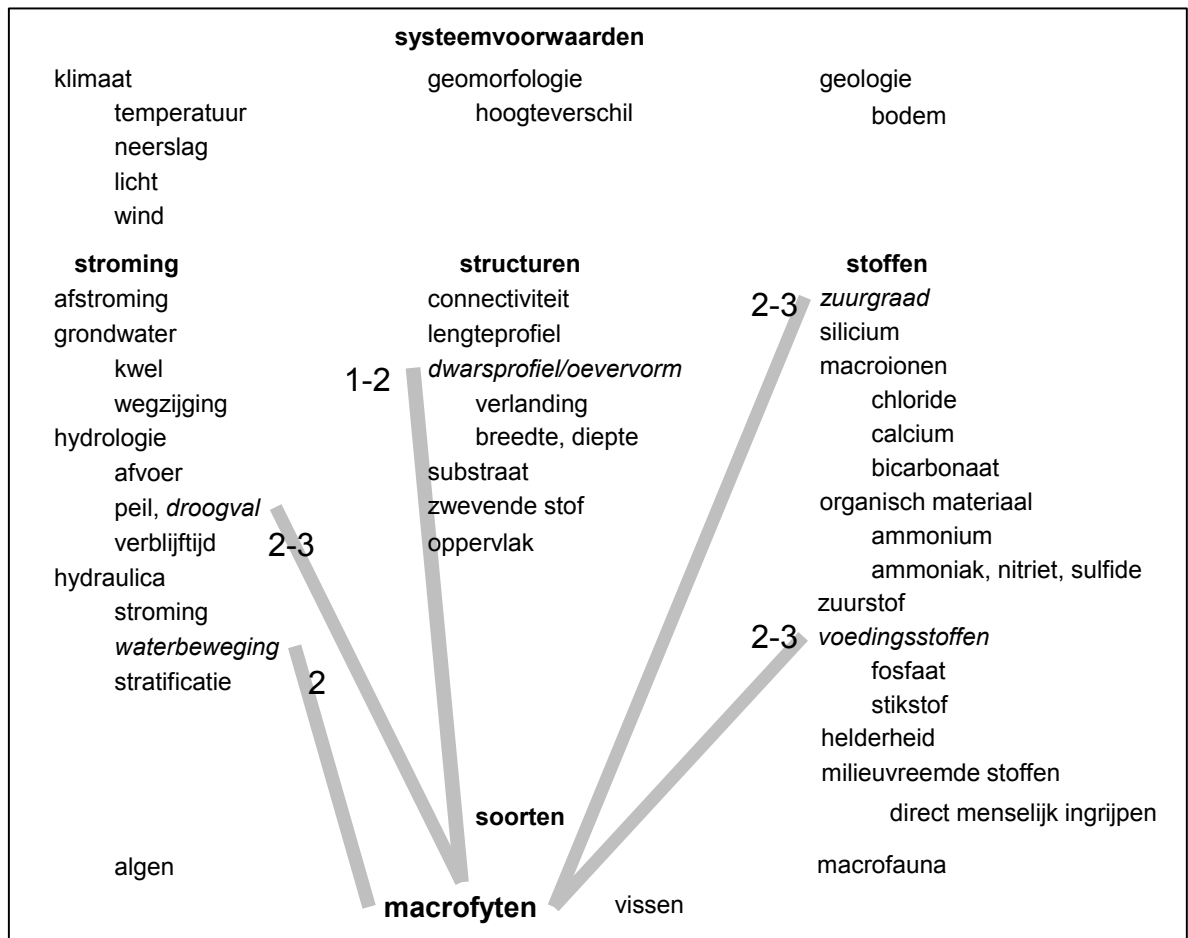 systeemvoorwaarden
klimaat geomorfologie geologie
temperatuur hoogteverschil bodem
neerslag
licht
wind
stroming structuren stoffen
afstroming connectiviteit 2-3 zuurgraad
grondwater lengteprofiel silicium
kwel 1-2 dwarsprofiel/oevervorm macroionen
wegzijging verlanding chloride
hydrologie breedte, diepte calcium
afvoer substraat bicarbonaat
peil, droogval zwevende stof organisch materiaal
verblijftijd 2-3 oppervlak ammonium
hydraulica ammoniak, nitriet, sulfide
stroming zuurstof
waterbeweging 2-3 voedingsstoffen
stratificatie 2 fosfaat
stikstof
helderheid
milieuvreemde stoffen
soorten direct menselijk ingrijpen
algen macrofauna
macrofyten vissen